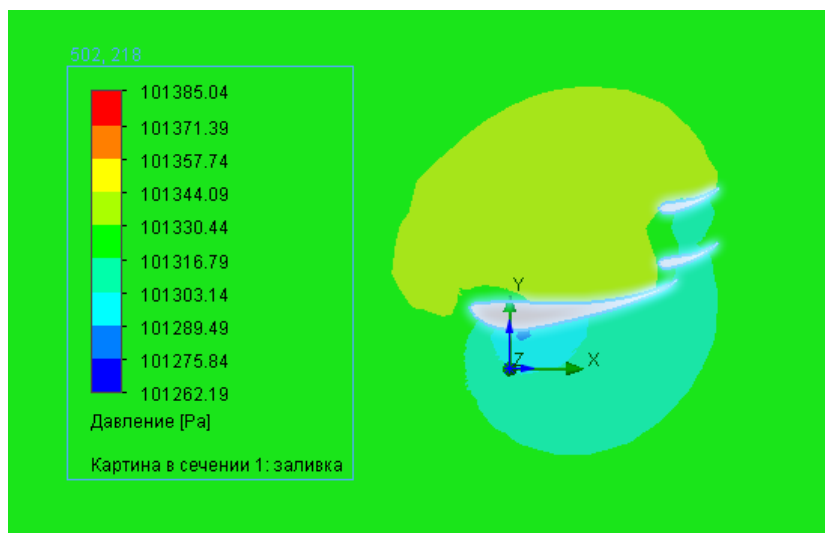 502, 218
101385.04
101371.39
101357.74
101344.09
101330.44
101316.79
101303.14
101289.49
101275.84
101262.19
Давление [Pa]
Картина в сечении 1: заливка
Y
Z
X